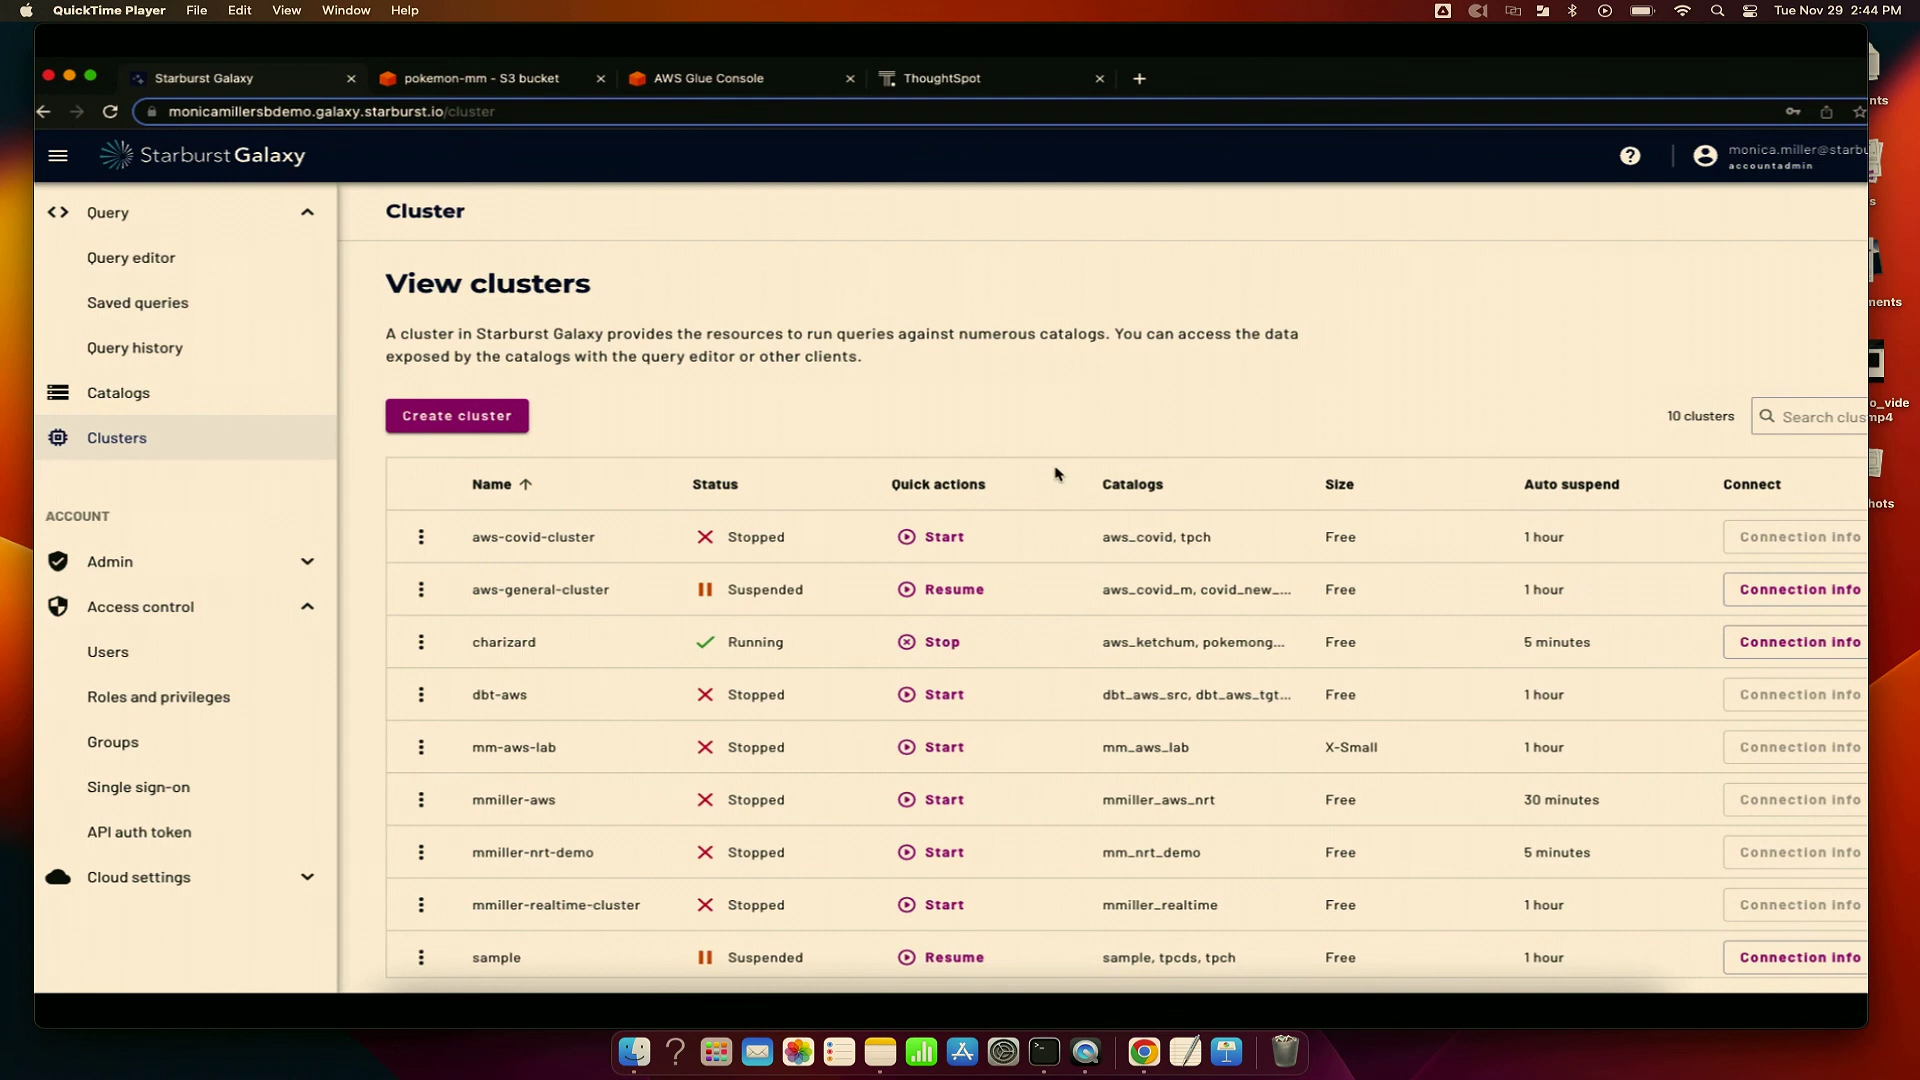 QuickTime Player File Edit View Window Help
Tue Nov 29 2:44 PM
Starburst Galaxy
pokemon-mm - S3 bucket
AWS Glue Console
ThoughtSpot
monicamillersbdemo.galaxy.starburst.io/cluster
Starburst Galaxy
monica.miller@starbu
accountadmin
Query
Query editor
Saved queries
Query history
Catalogs
Clusters
ACCOUNT
Admin
Access control
Users
Roles and privileges
Groups
Single sign-on
API auth token
Cloud settings
Cluster
View clusters
A cluster in Starburst Galaxy provides the resources to run queries against numerous catalogs. You can access the data
exposed by the catalogs with the query editor or other clients.
Create cluster
10 clusters
Search clus
Name Status Quick actions Catalogs Size Auto suspend Connect
aws-covid-cluster Stopped Start aws_covid, tpch Free 1 hour Connection info
aws-general-cluster Suspended Resume aws_covid_m, covid_new_... Free 1 hour Connection info
charizard Running Stop aws_ketchum, pokemong... Free 5 minutes Connection info
dbt-aws Stopped Start dbt_aws_src, dbt_aws_tgt... Free 1 hour Connection info
mm-aws-lab Stopped Start mm_aws_lab X-Small 1 hour Connection info
mmiller-aws Stopped Start mmiller_aws_nrt Free 30 minutes Connection info
mmiller-nrt-demo Stopped Start mm_nrt_demo Free 5 minutes Connection info
mmiller-realtime-cluster Stopped Start mmiller_realtime Free 1 hour Connection info
sample Suspended Resume sample, tpcds, tpch Free 1 hour Connection info
nts
s
ments
o_vide
mp4
hots